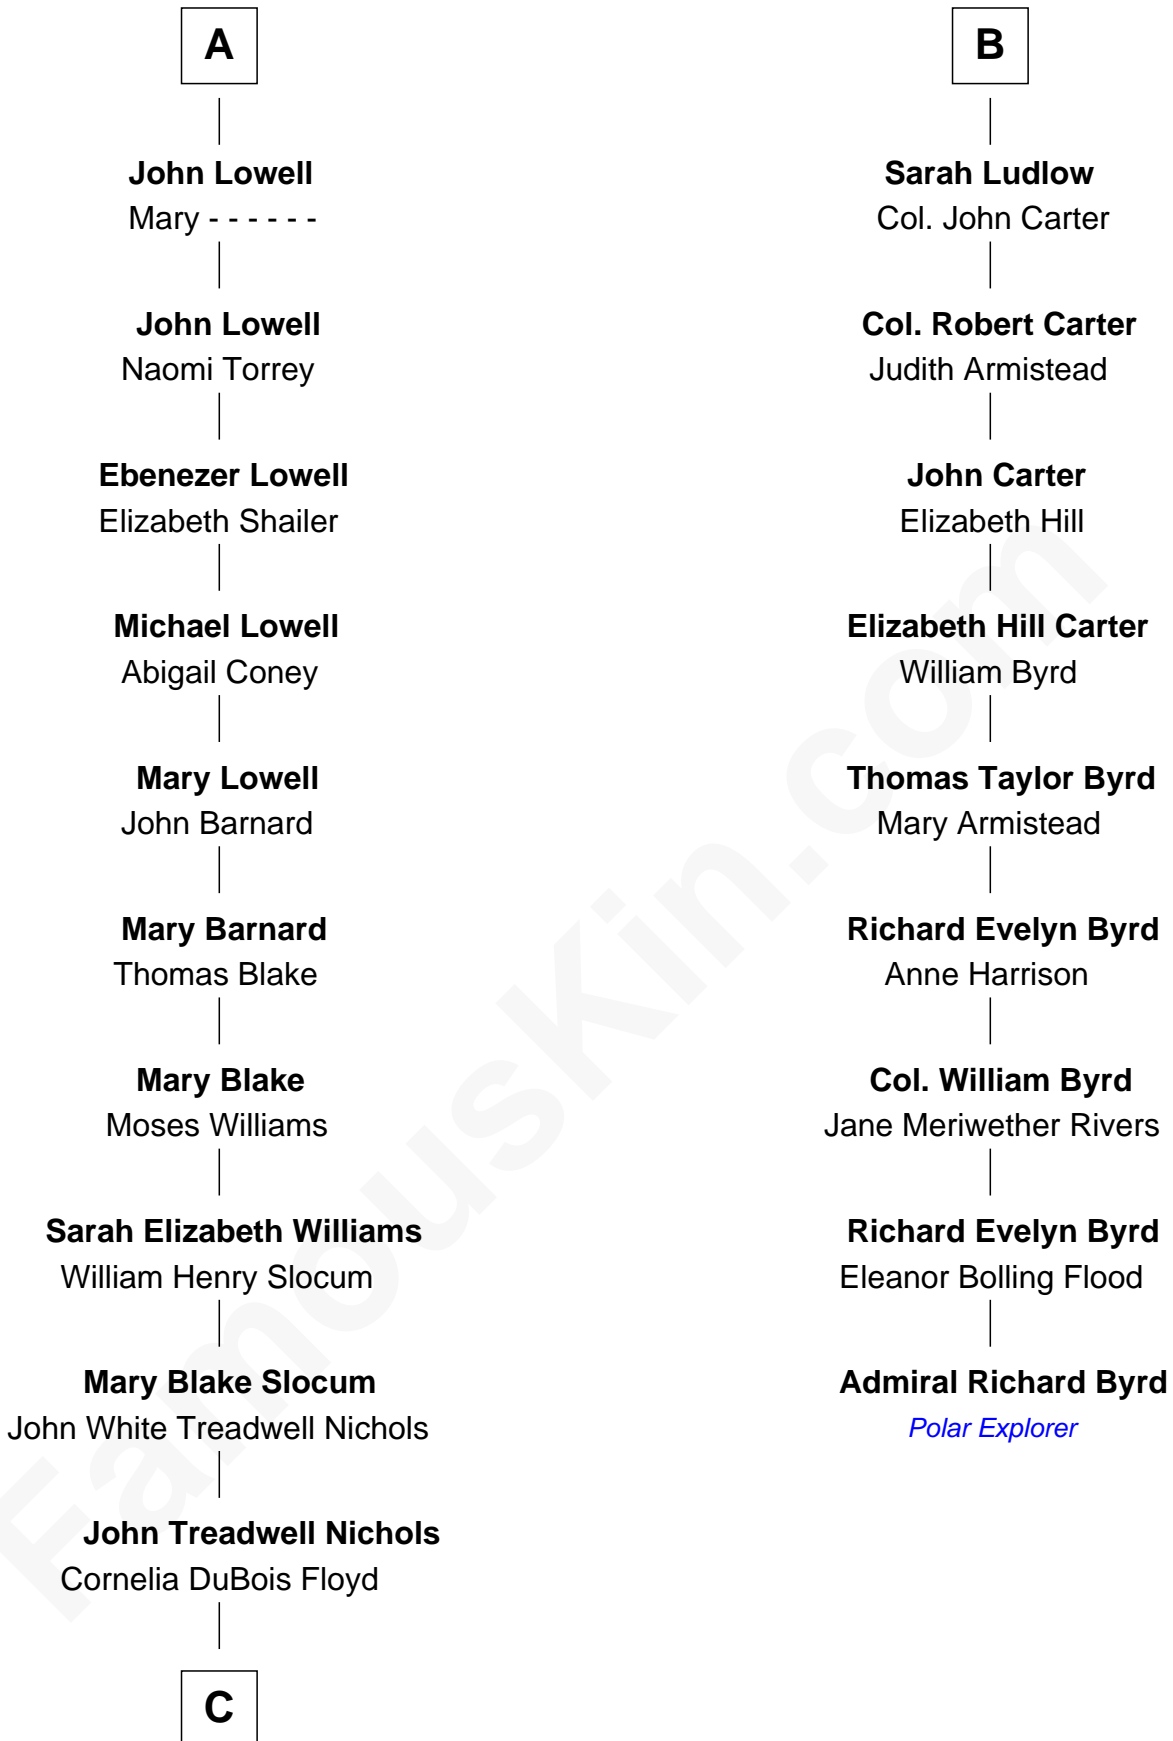 A
John Lowell
Mary - - - - - -
John Lowell
Naomi Torrey
Ebenezer Lowell
Elizabeth Shailer
Michael Lowell
Abigail Coney
Mary Lowell
John Barnard
Mary Barnard
Thomas Blake
Mary Blake
Moses Williams
Sarah Elizabeth Williams
William Henry Slocum
Mary Blake Slocum
John White Treadwell Nichols
John Treadwell Nichols
Cornelia DuBois Floyd
C
B
Sarah Ludlow
Col. John Carter
Col. Robert Carter
Judith Armistead
John Carter
Elizabeth Hill
Elizabeth Hill Carter
William Byrd
Thomas Taylor Byrd
Mary Armistead
Richard Evelyn Byrd
Anne Harrison
Col. William Byrd
Jane Meriwether Rivers
Richard Evelyn Byrd
Eleanor Bolling Flood
Admiral Richard Byrd
Polar Explorer
FamousKin.com